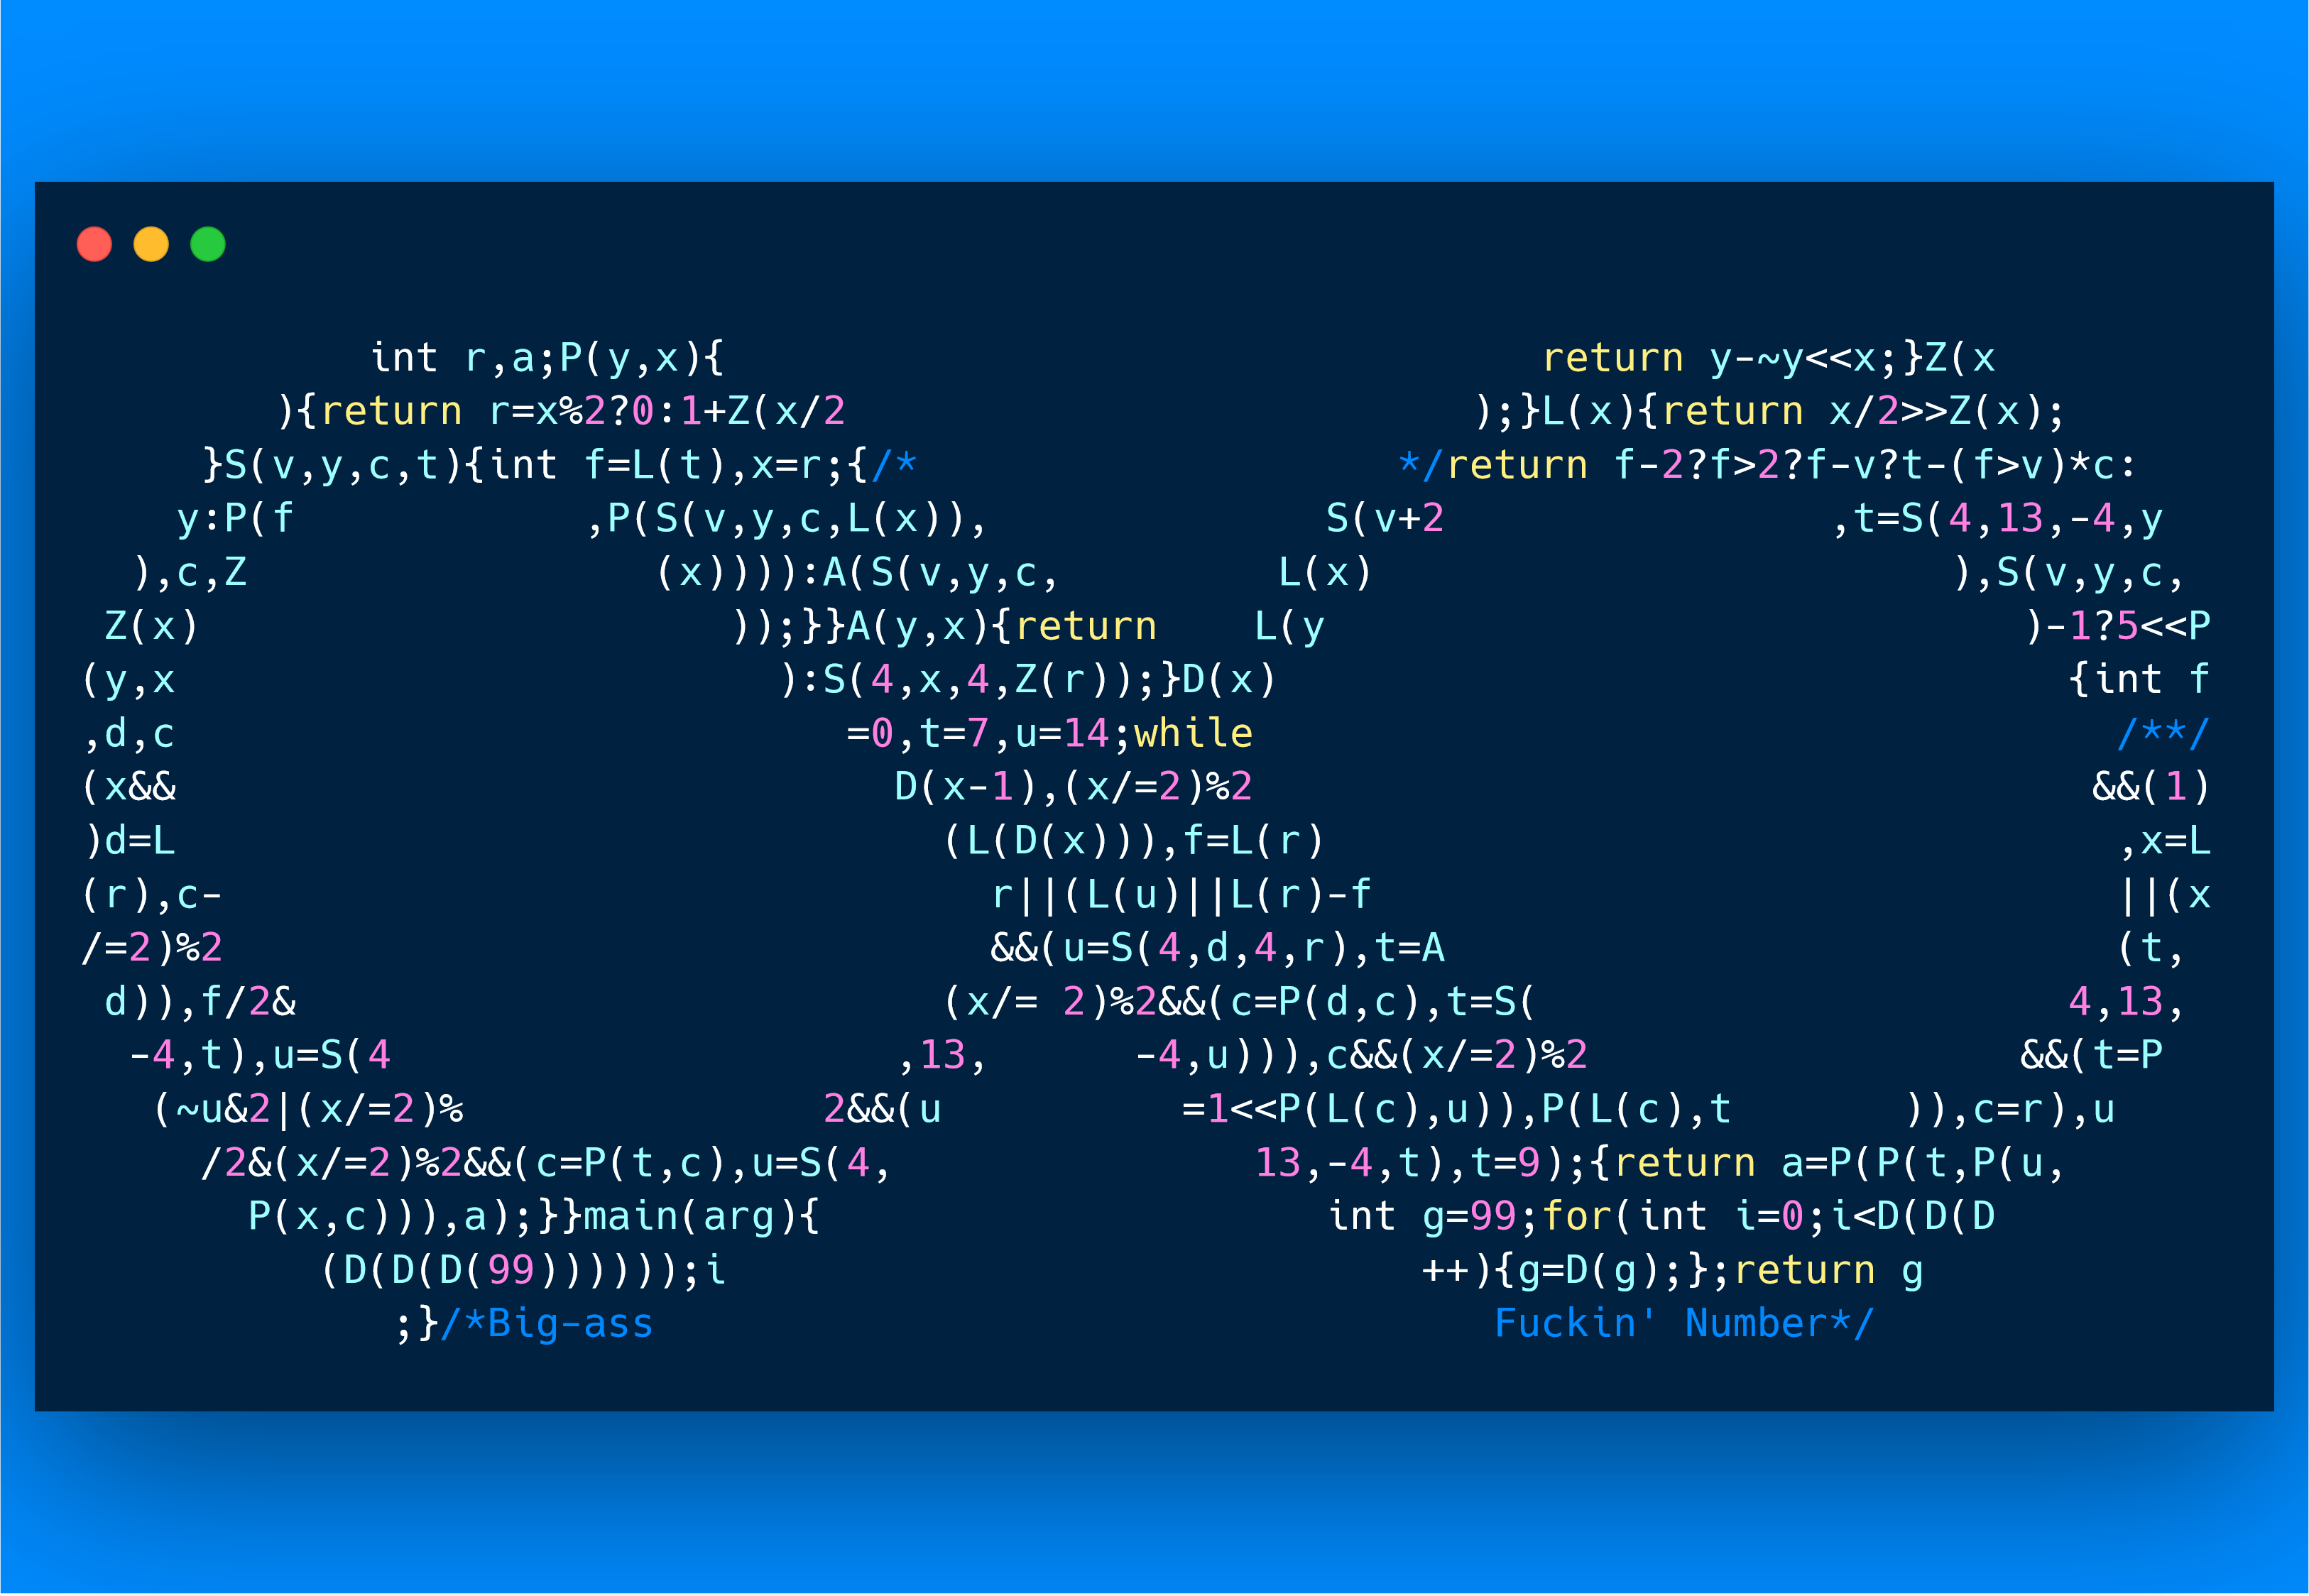 int r,a;P(y,x){ return y-~y<<x;}Z(x
){return r=x%2?0:1+Z(x/2 );}L(x){return x/2>>Z(x);
}S(v,y,c,t){int f=L(t),x=r;{/* */return f-2?f>2?f-v?t-(f>v)*c:
y:P(f ,P(S(v,y,c,L(x)), S(v+2 ,t=S(4,13,-4,y
),c,Z (x)))):A(S(v,y,c, L(x) ),S(v,y,c,
Z(x) ));}}A(y,x){return L(y )-1?5<<P
(y,x ):S(4,x,4,Z(r));}D(x) {int f
,d,c =0,t=7,u=14;while /**/
(x&& D(x-1),(x/=2)%2 &&(1)
)d=L (L(D(x))),f=L(r) ,x=L
(r),c- r||(L(u)||L(r)-f ||(x
/=2)%2 &&(u=S(4,d,4,r),t=A (t,
d)),f/2& (x/= 2)%2&&(c=P(d,c),t=S( 4,13,
-4,t),u=S(4 ,13, -4,u))),c&&(x/=2)%2 &&(t=P
(~u&2|(x/=2)% 2&&(u =1<<P(L(c),u)),P(L(c),t )),c=r),u
/2&(x/=2)%2&&(c=P(t,c),u=S(4, 13,-4,t),t=9);{return a=P(P(t,P(u,
P(x,c))),a);}}main(arg){ int g=99;for(int i=0;i<D(D(D
(D(D(D(99))))));i ++){g=D(g);};return g
;}/*Big-ass Fuckin' Number*/